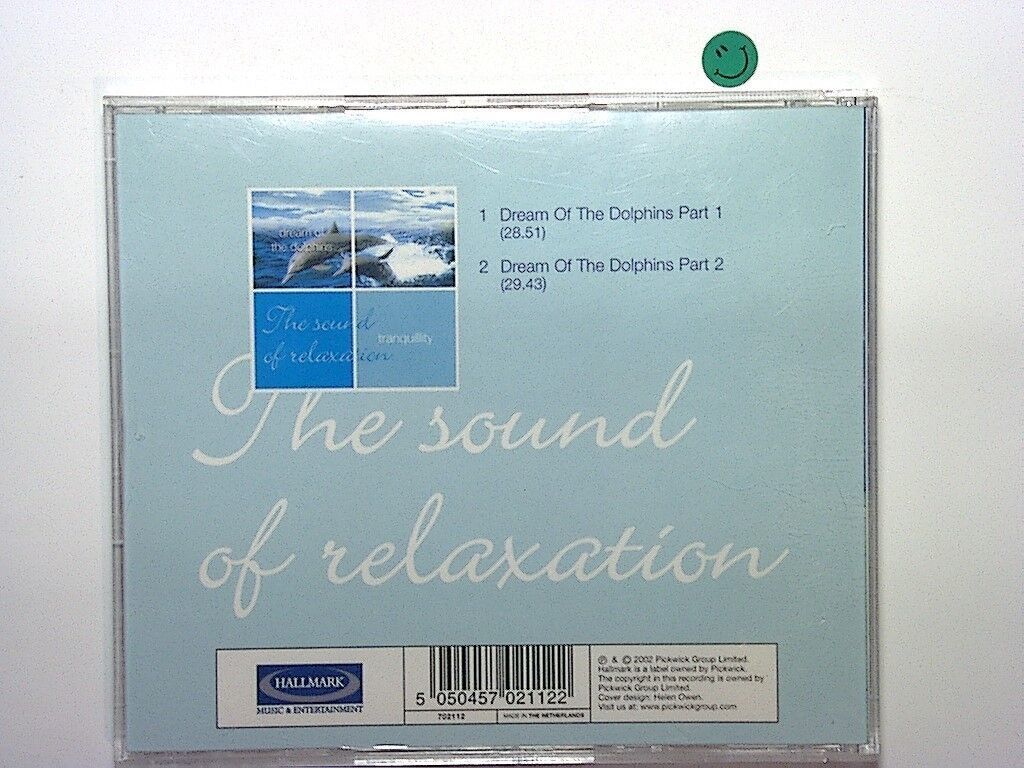 dream of
the dolphins
The sound
of relaxation
tranquillity
1 Dream Of The Dolphins Part 1
(28.51)
2 Dream Of The Dolphins Part 2
(29.43)
The sound
of relaxation
HALLMARK
MUSIC & ENTERTAINMENT
5 050457 021122
702112
MADE IN THE NETHERLANDS
℗ & © 2002 Pickwick Group Limited.
Hallmark is a label owned by Pickwick.
The copyright in this recording is owned by
Pickwick Group Limited.
Cover design: Helen Owen.
Visit us at: www.pickwickgroup.com